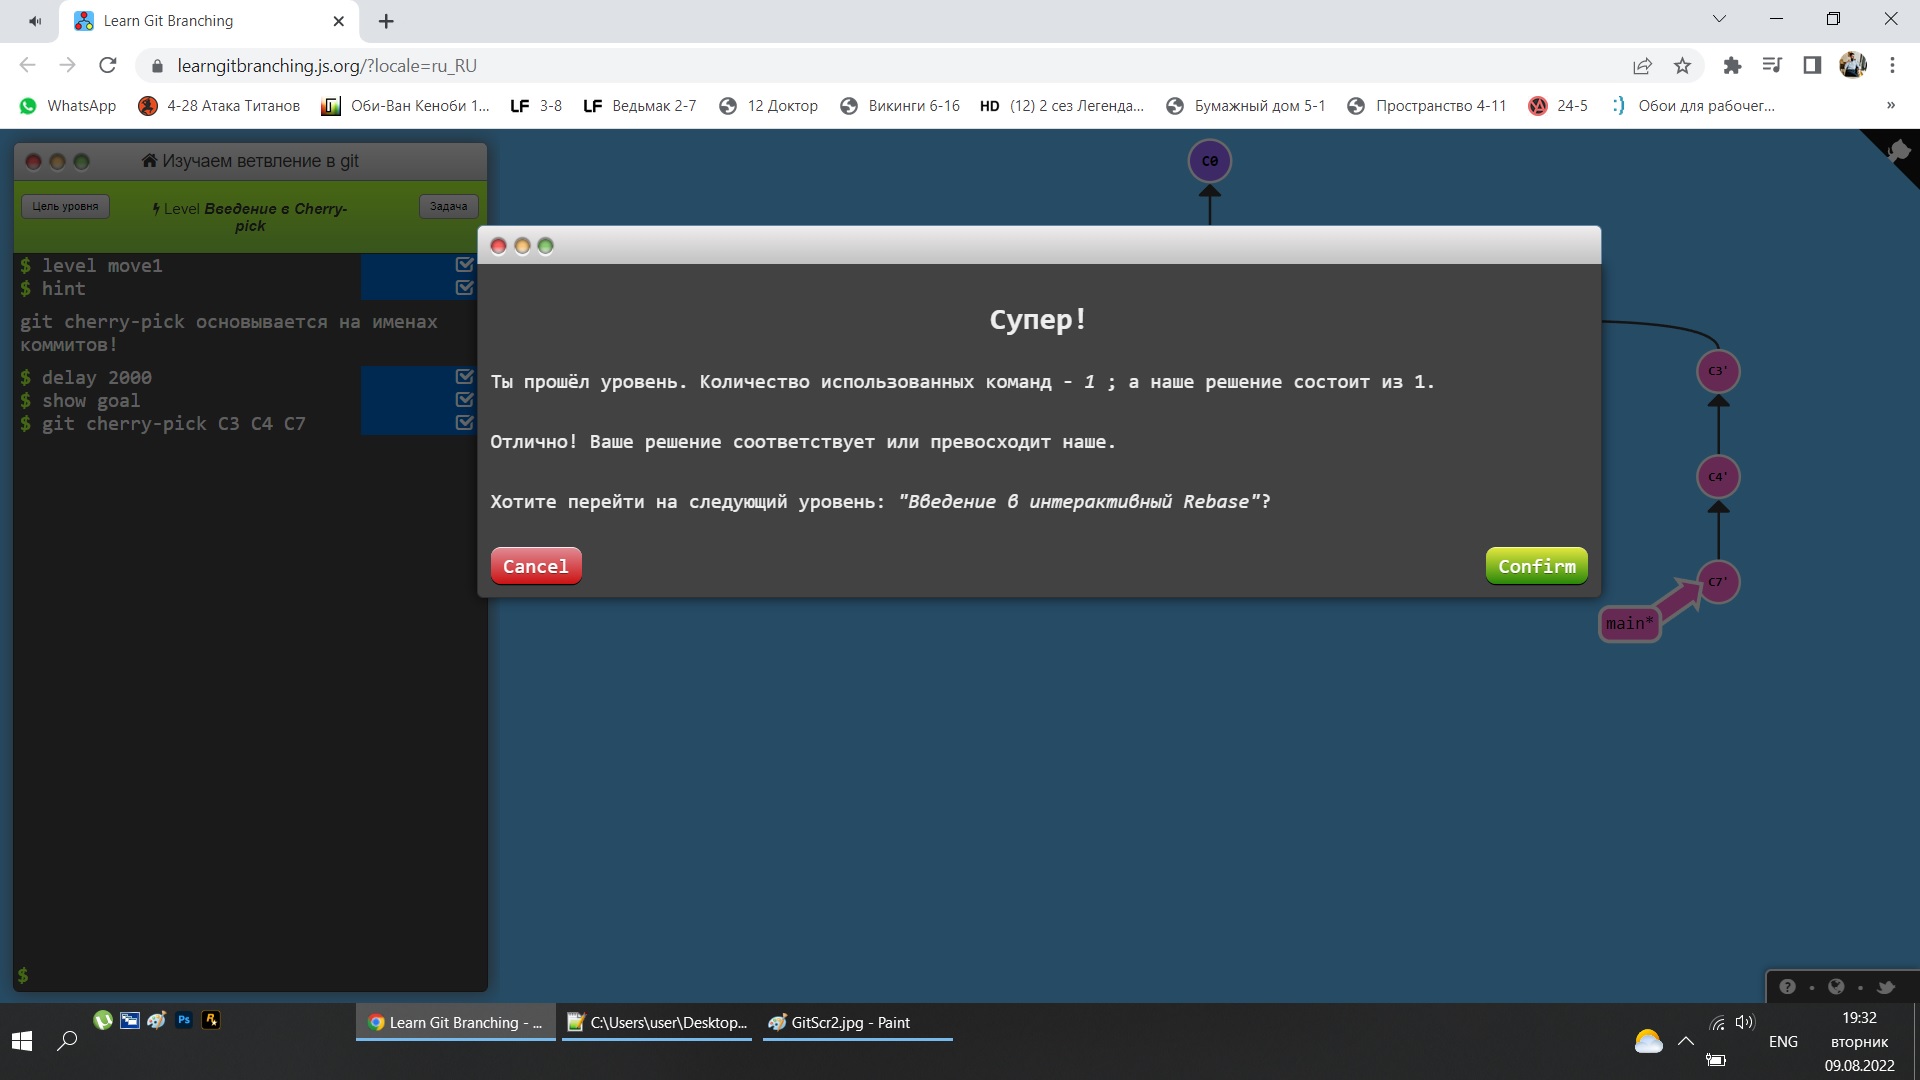 Learn Git Branching
learngitbranching.js.org/?locale=ru_RU
WhatsApp
4-28 Атака Титанов
Оби-Ван Кеноби 1...
LF 3-8
LF Ведьмак 2-7
12 Доктор
Викинги 6-16
HD (12) 2 сез Легенда...
Бумажный дом 5-1
Пространство 4-11
24-5
:) Обои для рабочег...
»
Изучаем ветвление в git
Цель уровня
Level Введение в Cherry-
pick
Задача
$ level move1
$ hint
git cherry-pick основывается на именах
коммитов!
$ delay 2000
$ show goal
$ git cherry-pick C3 C4 C7
$
C0
Супер!
Ты прошёл уровень. Количество использованных команд - 1 ; а наше решение состоит из 1.
Отлично! Ваше решение соответствует или превосходит наше.
Хотите перейти на следующий уровень: "Введение в интерактивный Rebase"?
Cancel
Confirm
C3'
C4'
C7'
main*
Ps
Learn Git Branching - ...
C:\Users\user\Desktop...
GitScr2.jpg - Paint
ENG
19:32
вторник
09.08.2022